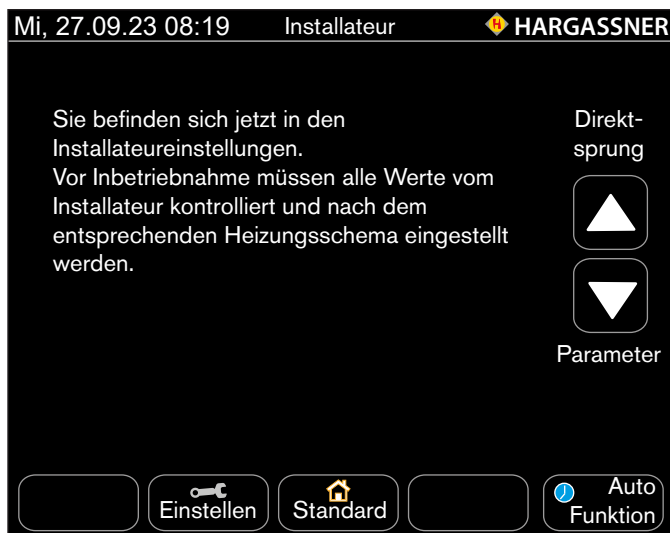 Mi, 27.09.23 08:19 Installateur HARGASSNER
Sie befinden sich jetzt in den
Installateureinstellungen.
Vor Inbetriebnahme müssen alle Werte vom
Installateur kontrolliert und nach dem
entsprechenden Heizungsschema eingestellt
werden.
Direkt-
sprung
Parameter
Einstellen
Standard
Auto
Funktion